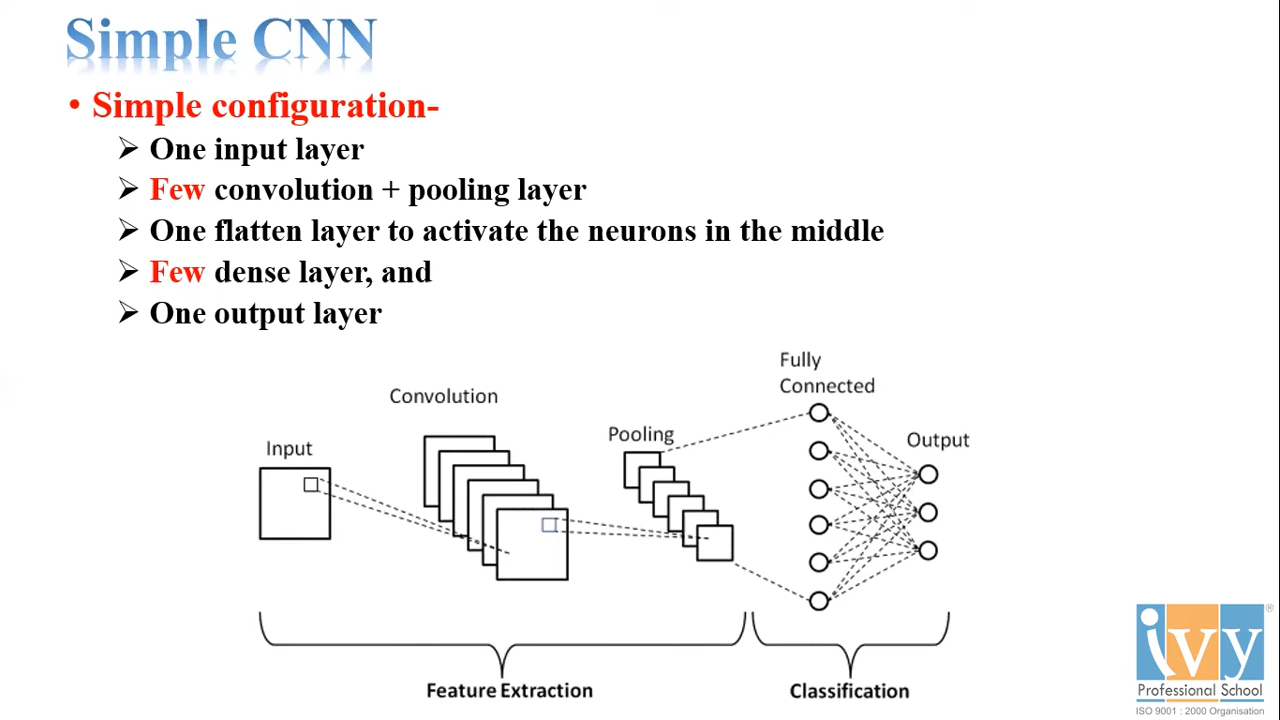 Simple CNN
• Simple configuration-
➢ One input layer
➢ Few convolution + pooling layer
➢ One flatten layer to activate the neurons in the middle
➢ Few dense layer, and
➢ One output layer
Fully
Connected
Convolution
Pooling
Output
Input
Feature Extraction
Classification
ivy
®
Professional School
ISO 9001 : 2000 Organisation